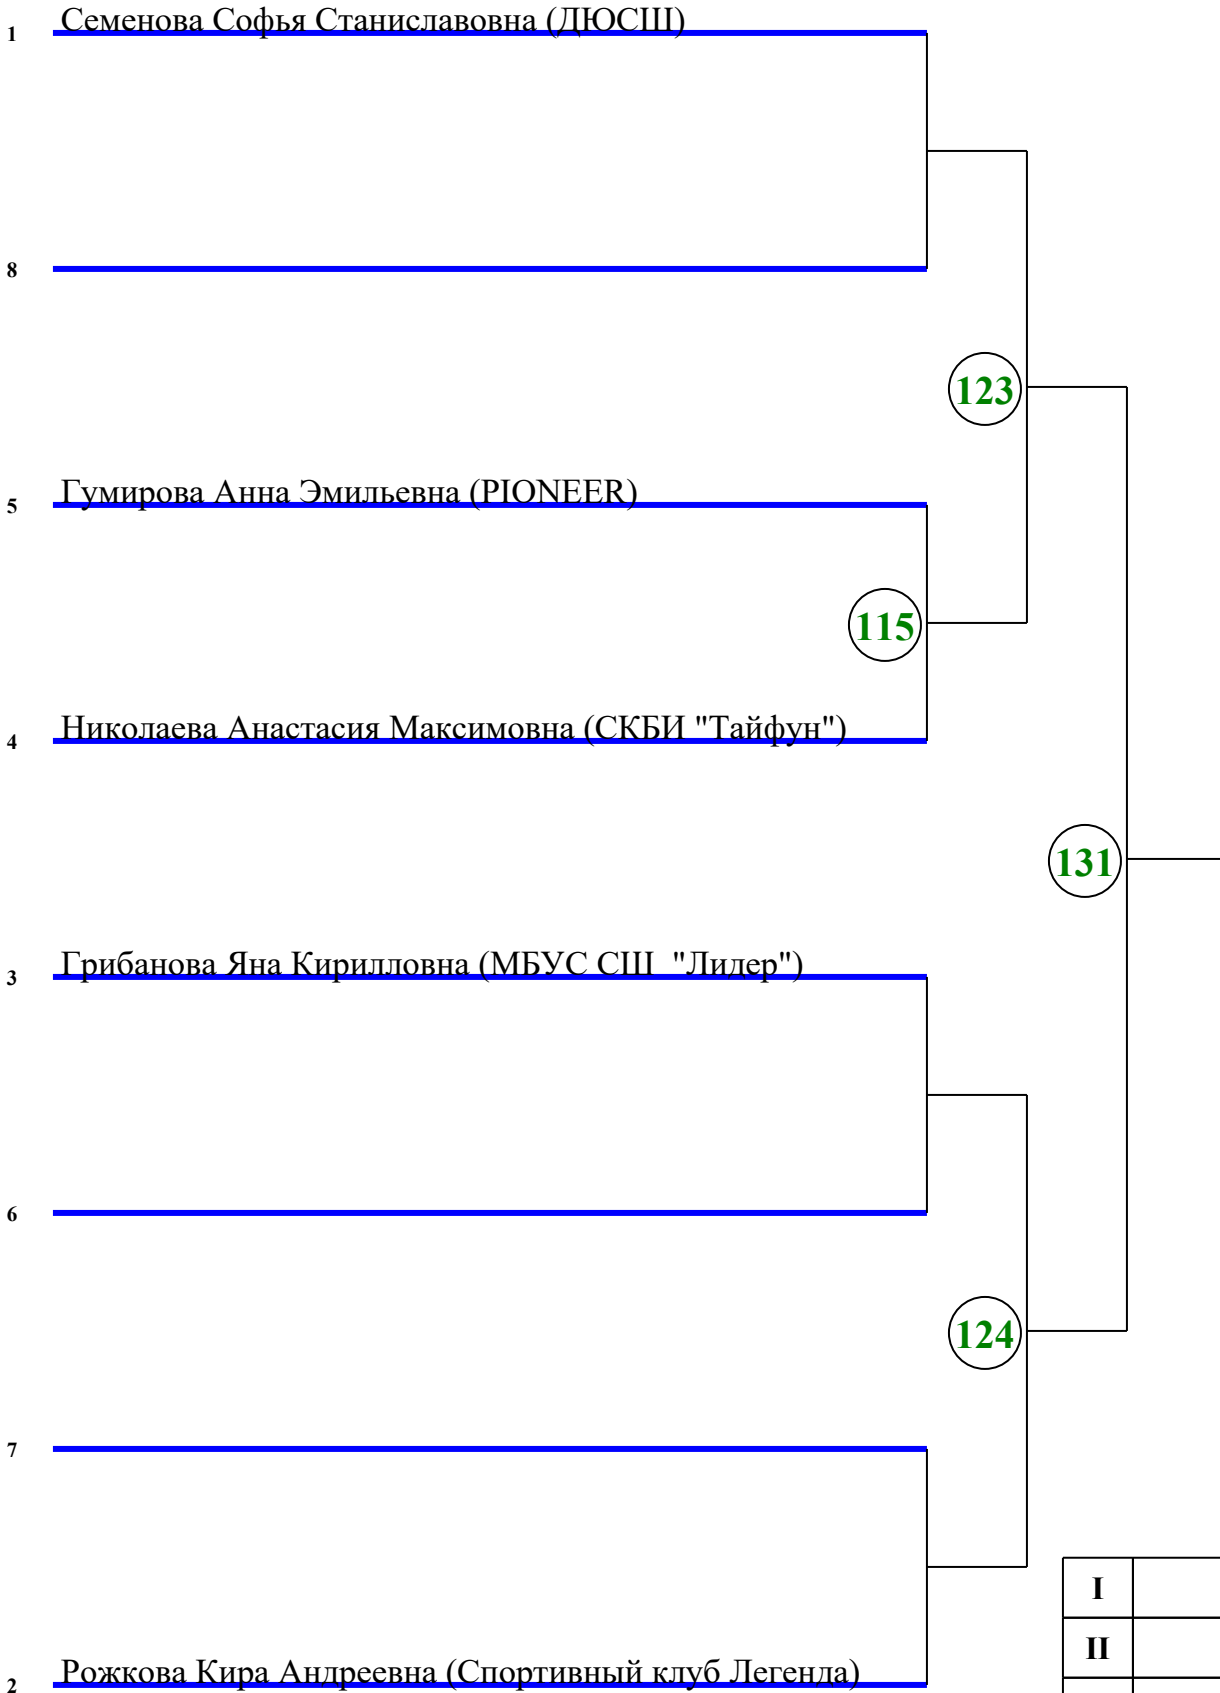 1 Семенова Софья Станиславовна (ДЮСШ)
8
123
5 Гумирова Анна Эмильевна (PIONEER)
115
4 Николаева Анастасия Максимовна (СКБИ "Тайфун")
131
3 Грибанова Яна Кирилловна (МБУС СШ "Лидер")
6
124
7
I
II
2 Рожкова Кира Андреевна (Спортивный клуб Легенда)